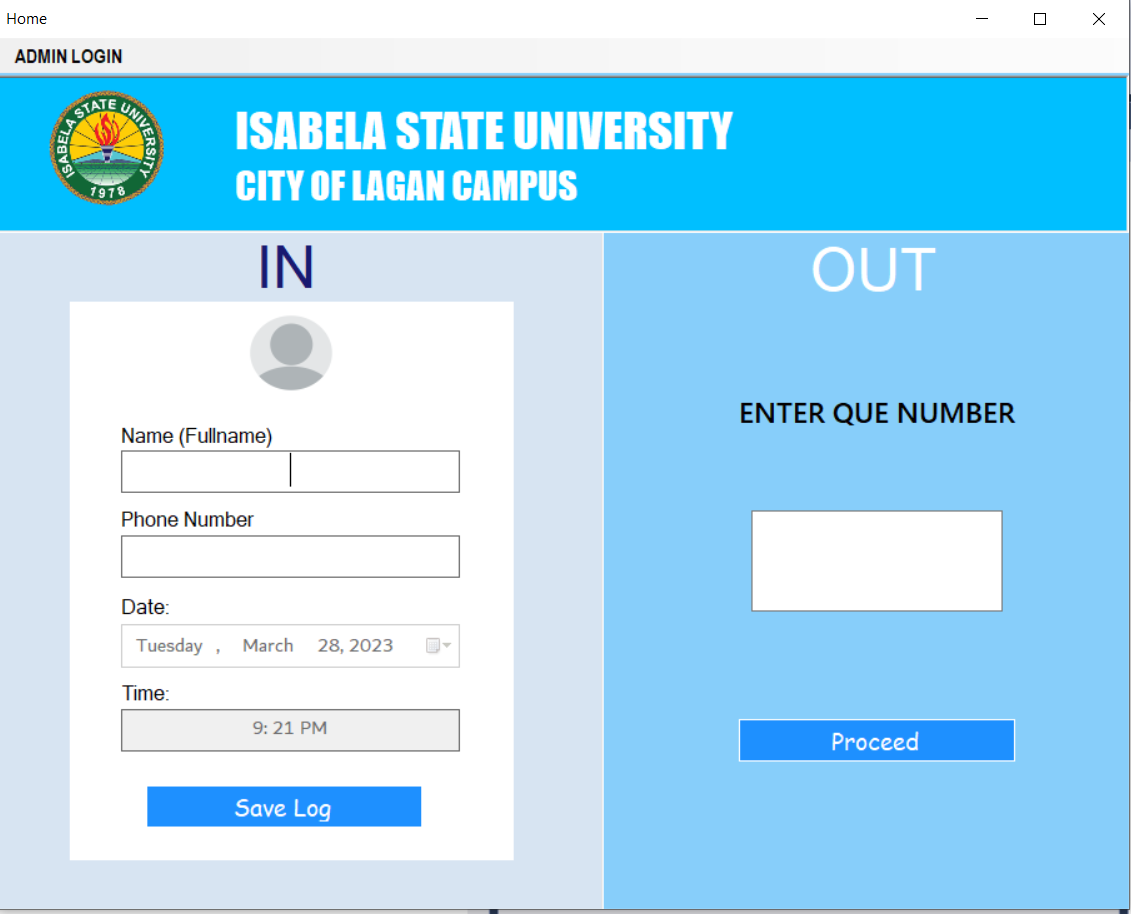 Home
ADMIN LOGIN
ISABELA STATE UNIVERSITY
1978
ISABELA STATE UNIVERSITY
CITY OF LAGAN CAMPUS
IN
Name (Fullname)
Phone Number
Date:
Tuesday , March 28, 2023
Time:
9: 21 PM
Save Log
OUT
ENTER QUE NUMBER
Proceed